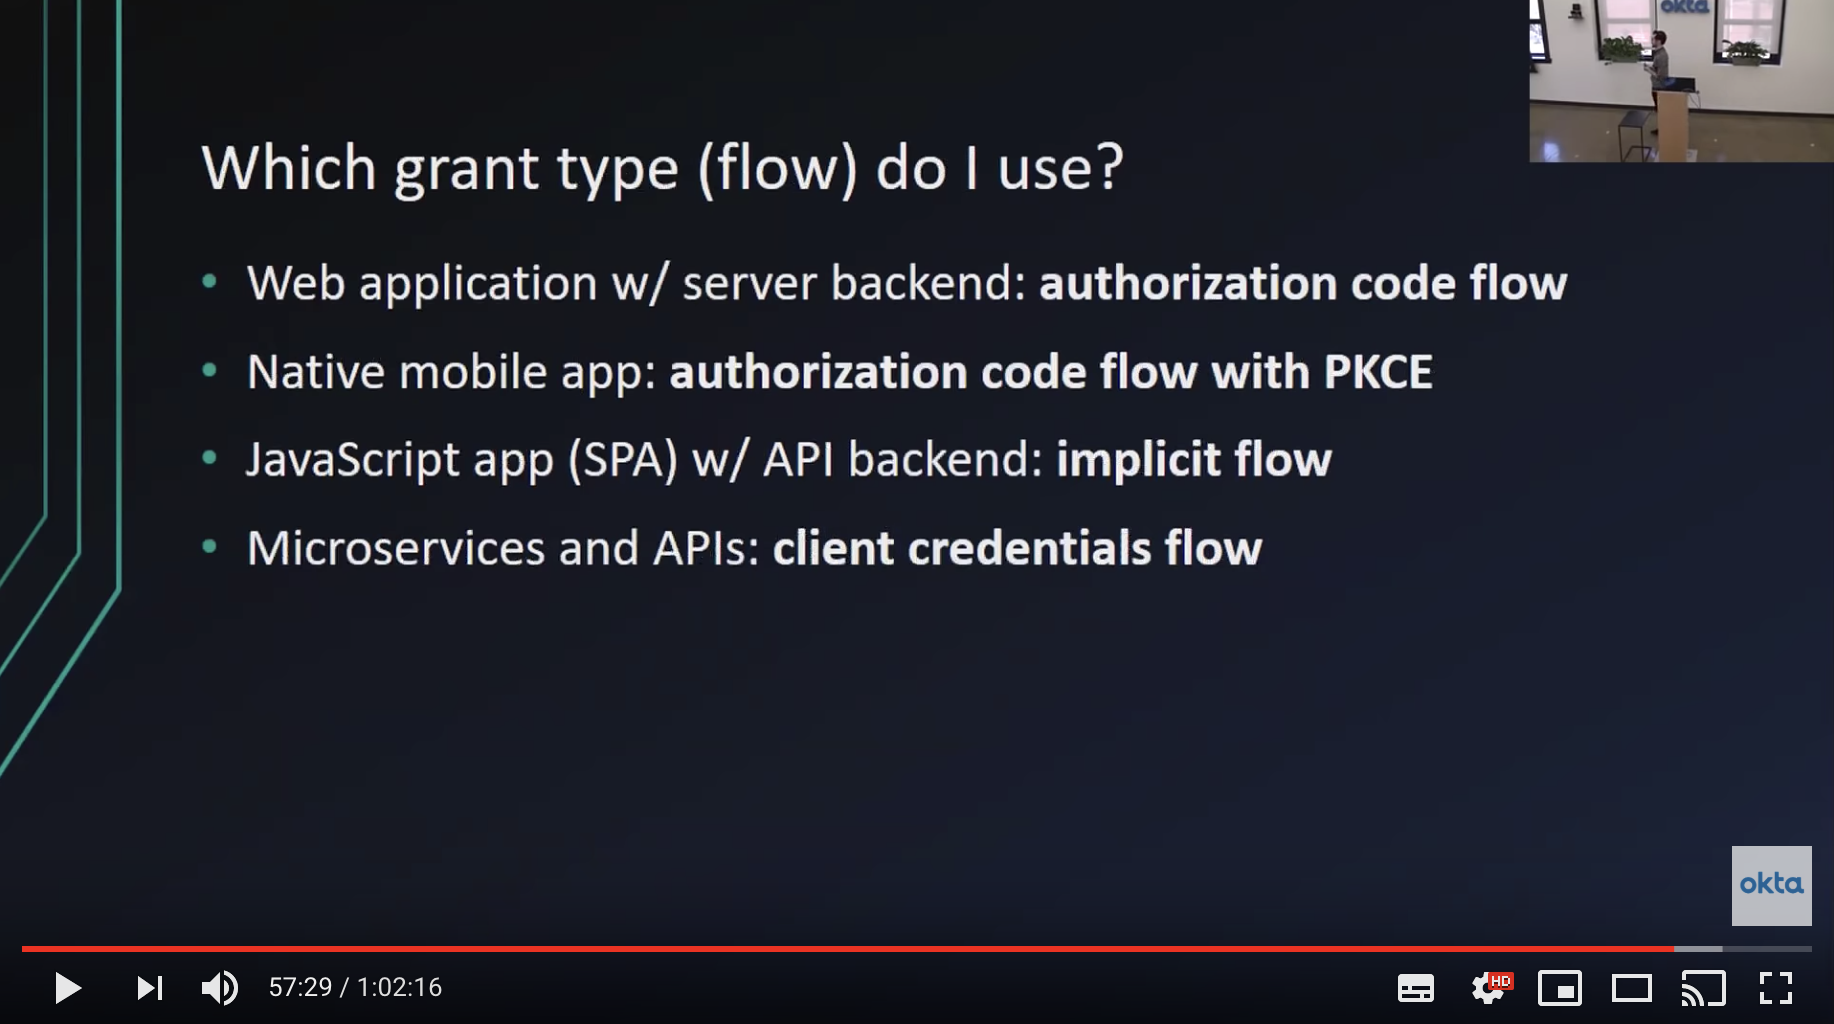 okta
Which grant type (flow) do I use?
• Web application w/ server backend: authorization code flow
• Native mobile app: authorization code flow with PKCE
• JavaScript app (SPA) w/ API backend: implicit flow
• Microservices and APIs: client credentials flow
okta
57:29 / 1:02:16
HD